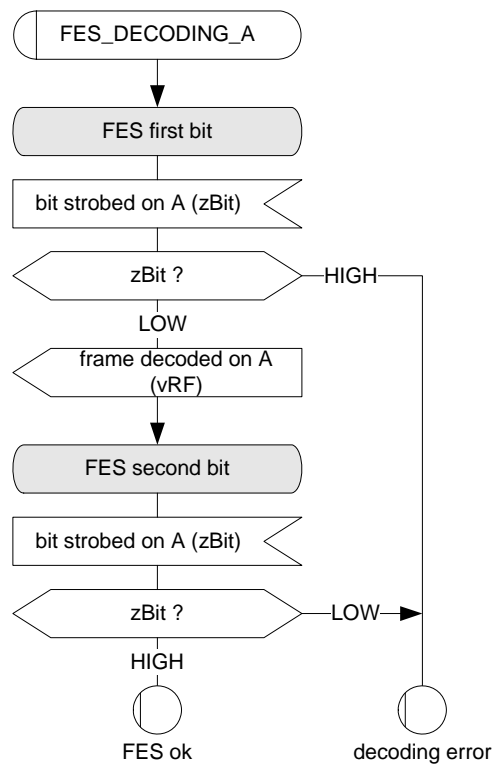 FES_DECODING_A
FES first bit
bit strobed on A (zBit)
zBit ?
HIGH
LOW
frame decoded on A
(vRF)
FES second bit
bit strobed on A (zBit)
zBit ?
LOW
HIGH
FES ok
decoding error